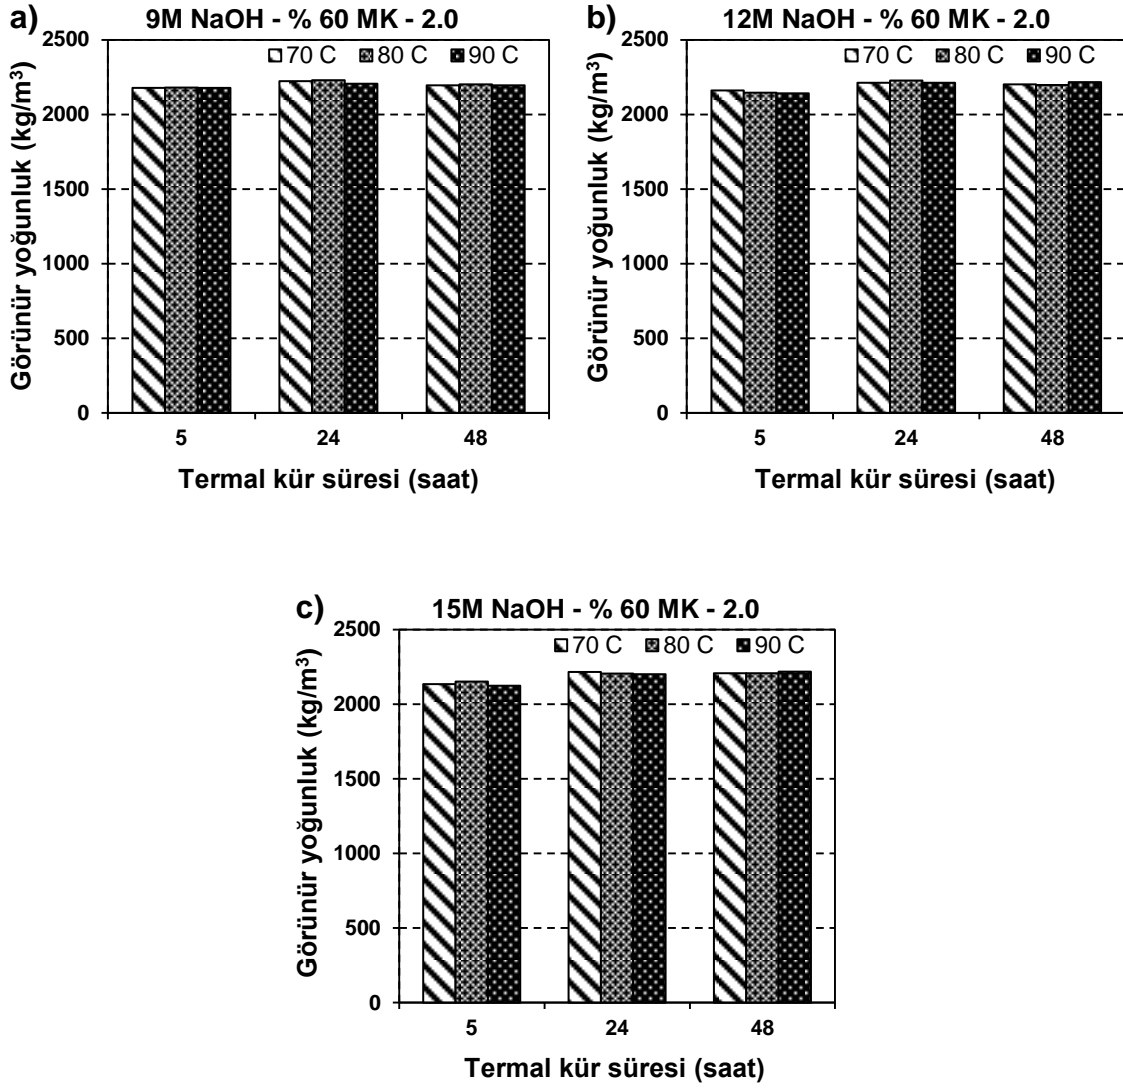 a)
9M NaOH - % 60 MK - 2.0
70 C 80 C 90 C
Görünür yoğunluk (kg/m³)
2500
2000
1500
1000
500
0
5 24 48
Termal kür süresi (saat)
b)
12M NaOH - % 60 MK - 2.0
70 C 80 C 90 C
Görünür yoğunluk (kg/m³)
2500
2000
1500
1000
500
0
5 24 48
Termal kür süresi (saat)
c)
15M NaOH - % 60 MK - 2.0
70 C 80 C 90 C
Görünür yoğunluk (kg/m³)
2500
2000
1500
1000
500
0
5 24 48
Termal kür süresi (saat)